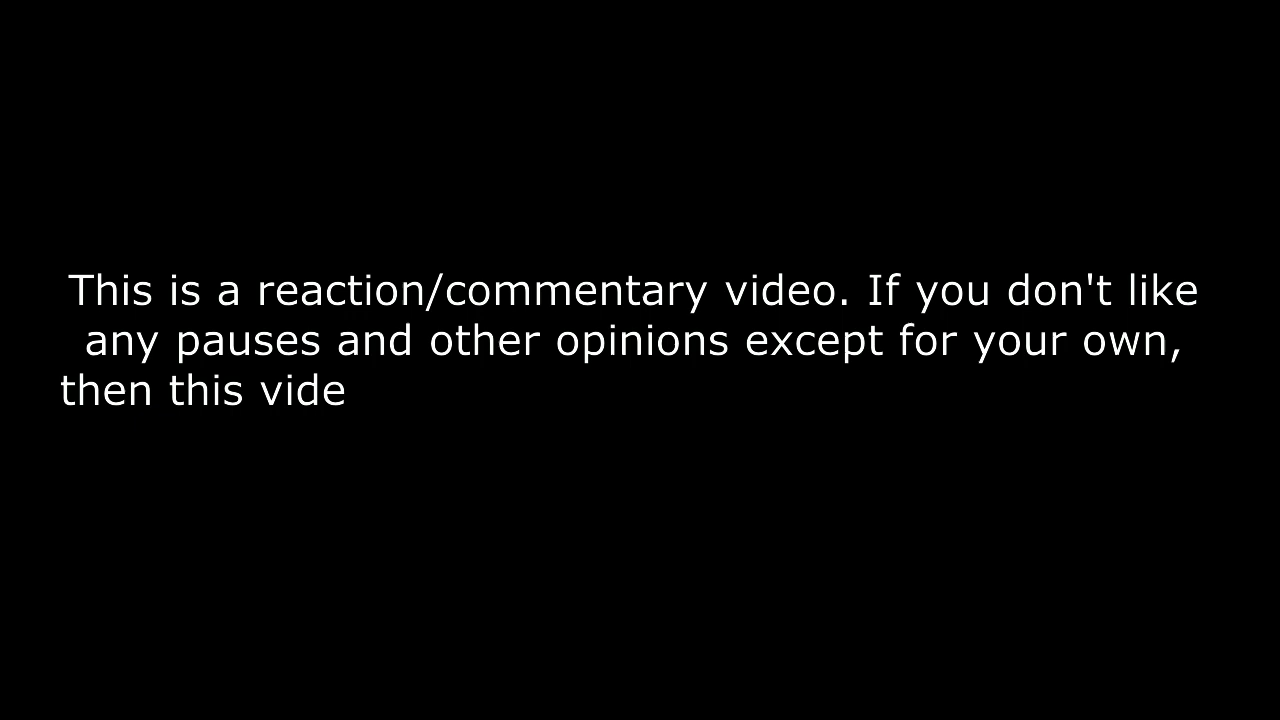 This is a reaction/commentary video. If you don't like
any pauses and other opinions except for your own,
then this vide